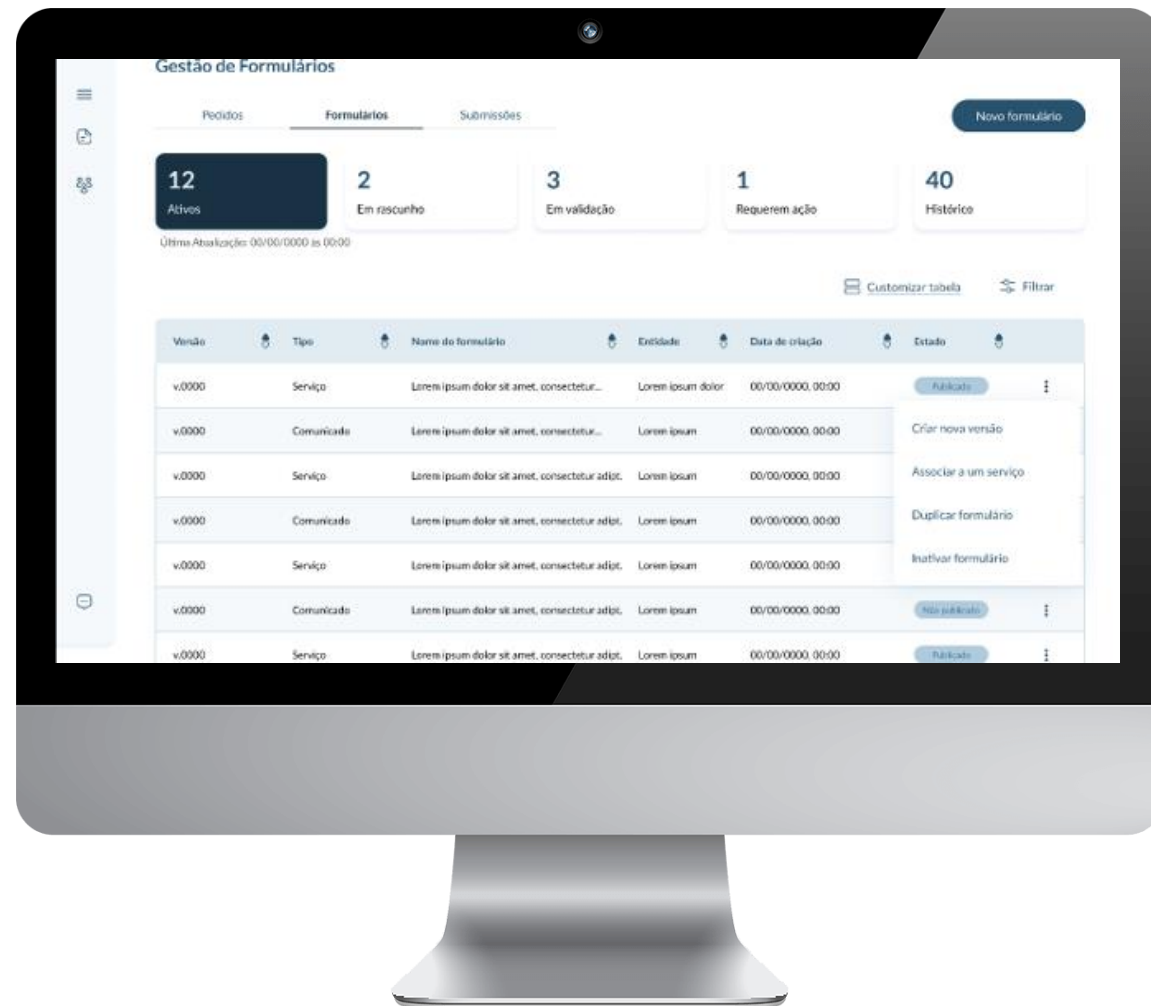 Gestão de Formulários
Pedidos Formulários Submissões Novo formulário
12 2 3 1 40
Ativos Em rascunho Em validação Requerem ação Histórico
Última Atualização: 00/00/0000 às 00:00
Customizar tabela Filtrar
Versão Tipo Nome do formulário Entidade Data de criação Estado
v.0000 Serviço Lorem ipsum dolor sit amet, consectetur... Lorem ipsum dolor 00/00/0000, 00:00 Publicado
v.0000 Comunicado Lorem ipsum dolor sit amet, consectetur... Lorem ipsum 00/00/0000, 00:00 Criar nova versão
v.0000 Serviço Lorem ipsum dolor sit amet, consectetur adipt. Lorem ipsum 00/00/0000, 00:00 Associar a um serviço
v.0000 Comunicado Lorem ipsum dolor sit amet, consectetur adipt. Lorem ipsum 00/00/0000, 00:00 Duplicar formulário
v.0000 Serviço Lorem ipsum dolor sit amet, consectetur adipt. Lorem ipsum 00/00/0000, 00:00 Inativar formulário
v.0000 Comunicado Lorem ipsum dolor sit amet, consectetur adipt. Lorem ipsum 00/00/0000, 00:00 Não publicado
v.0000 Serviço Lorem ipsum dolor sit amet, consectetur adipt. Lorem ipsum 00/00/0000, 00:00 Publicado